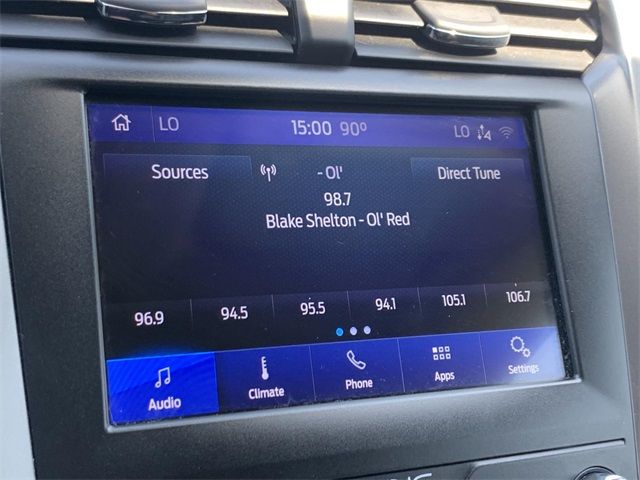 LO 15:00 90° LO
Sources - Ol' Direct Tune
98.7
Blake Shelton - Ol' Red
96.9 94.5 95.5 94.1 105.1 106.7
Audio Climate Phone Apps Settings